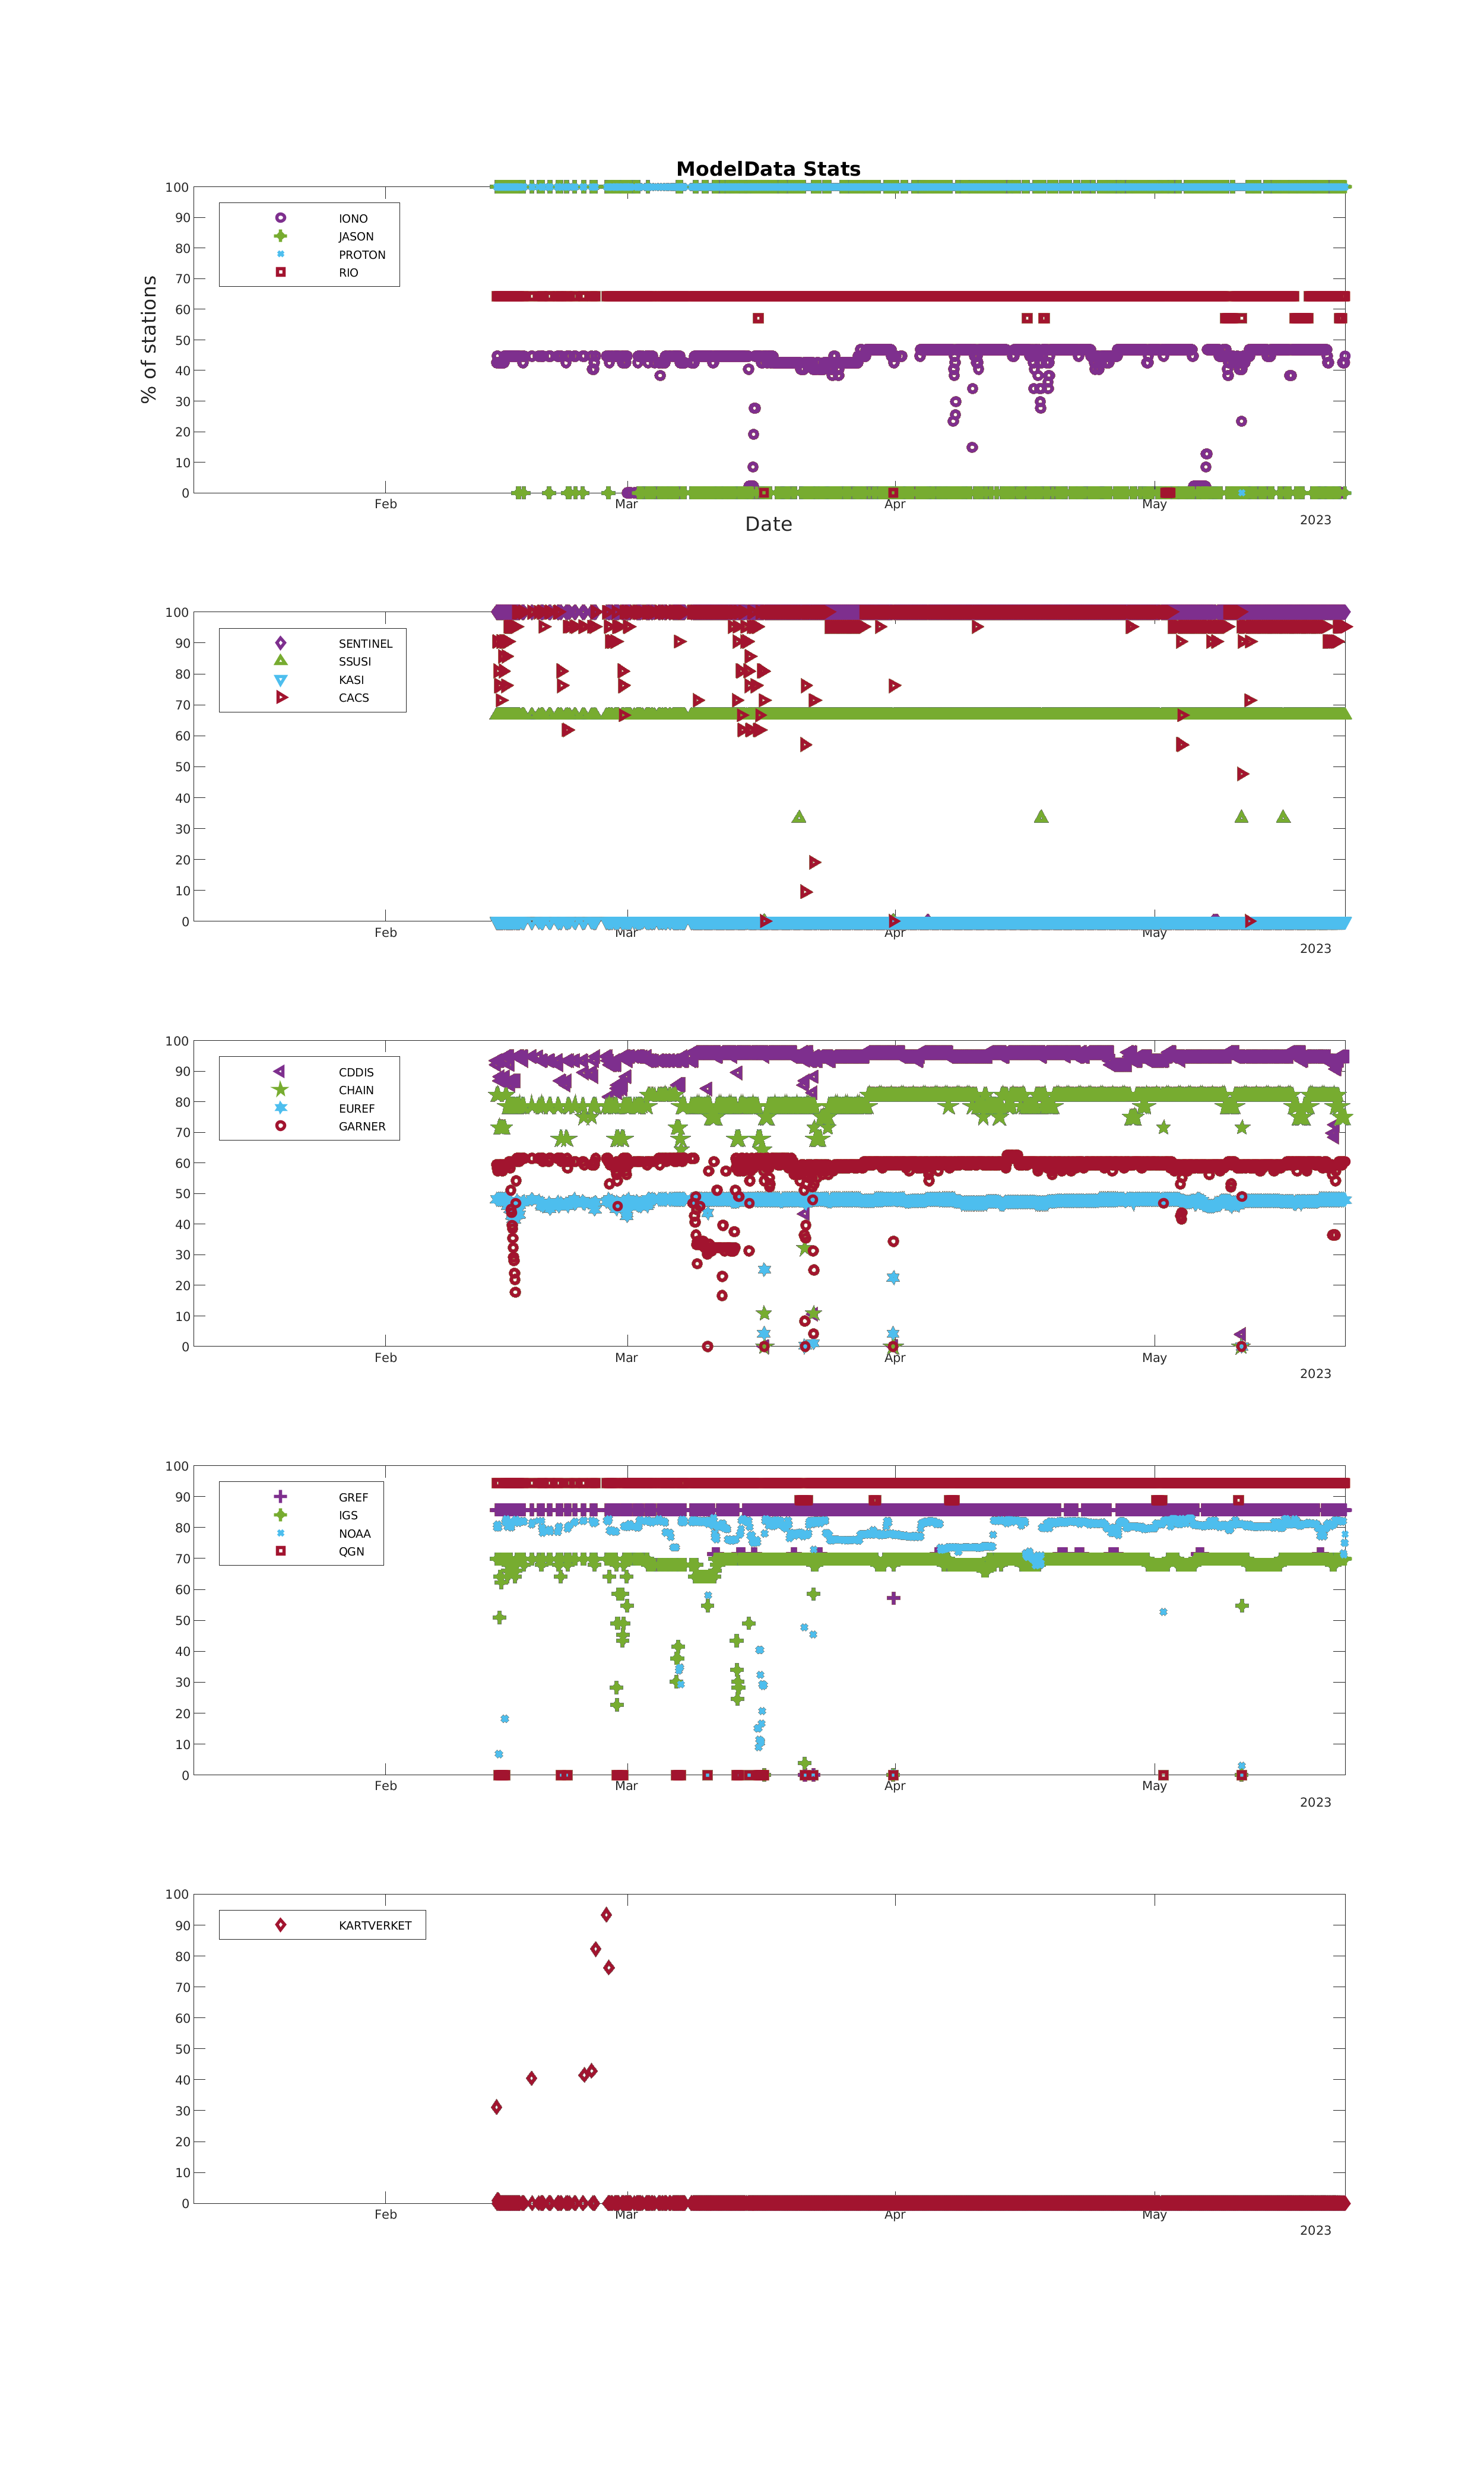 ModelData Stats
100
90
80
70
60
50
40
30
20
10
0
% of stations
IONO
JASON
PROTON
RIO
Feb
Mar
Apr
May
2023
Date
100
90
80
70
60
50
40
30
20
10
0
SENTINEL
SSUSI
KASI
CACS
Feb
Mar
Apr
May
2023
100
90
80
70
60
50
40
30
20
10
0
CDDIS
CHAIN
EUREF
GARNER
Feb
Mar
Apr
May
2023
100
90
80
70
60
50
40
30
20
10
0
GREF
IGS
NOAA
QGN
Feb
Mar
Apr
May
2023
100
90
80
70
60
50
40
30
20
10
0
KARTVERKET
Feb
Mar
Apr
May
2023